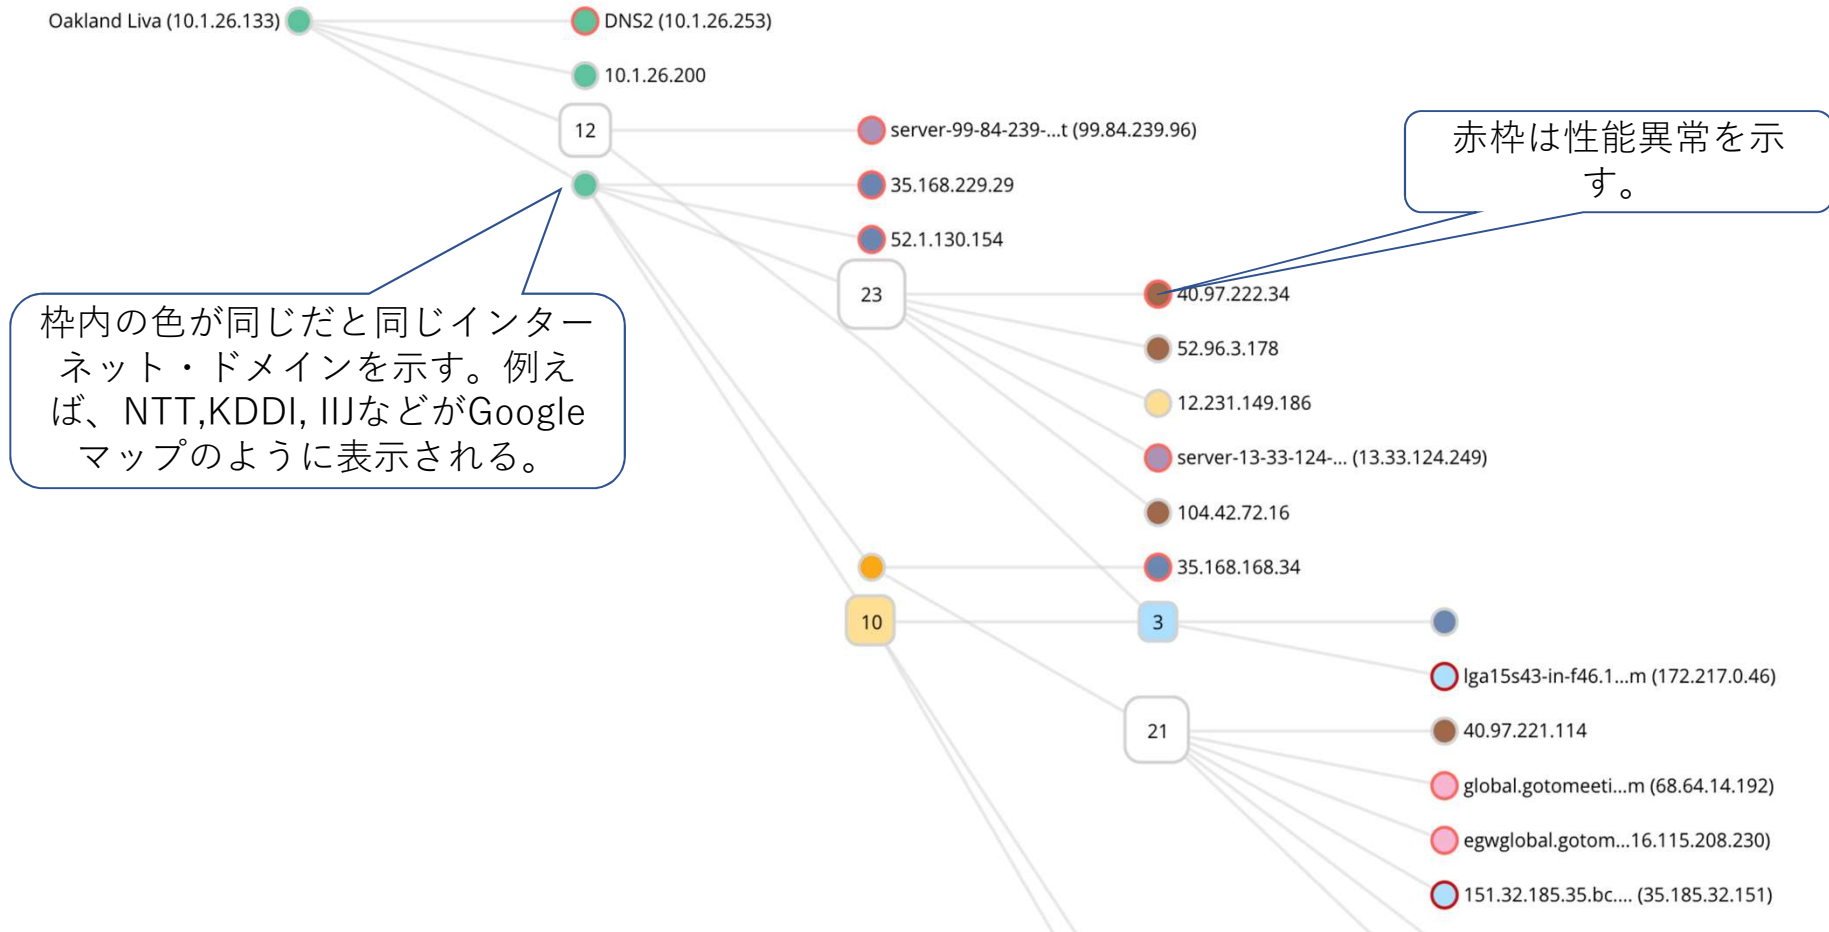 Oakland Liva (10.1.26.133)
DNS2 (10.1.26.253)
10.1.26.200
12
server-99-84-239-...t (99.84.239.96)
35.168.229.29
52.1.130.154
23
40.97.222.34
52.96.3.178
12.231.149.186
server-13-33-124-... (13.33.124.249)
104.42.72.16
35.168.168.34
10
3
lga15s43-in-f46.1...m (172.217.0.46)
21
40.97.221.114
global.gotomeeti...m (68.64.14.192)
egwglobal.gotom...16.115.208.230)
151.32.185.35.bc.... (35.185.32.151)
赤枠は性能異常を示
す。
枠内の色が同じだと同じインター
ネット・ドメインを示す。例え
ば、NTT,KDDI, IIJなどがGoogle
マップのように表示される。